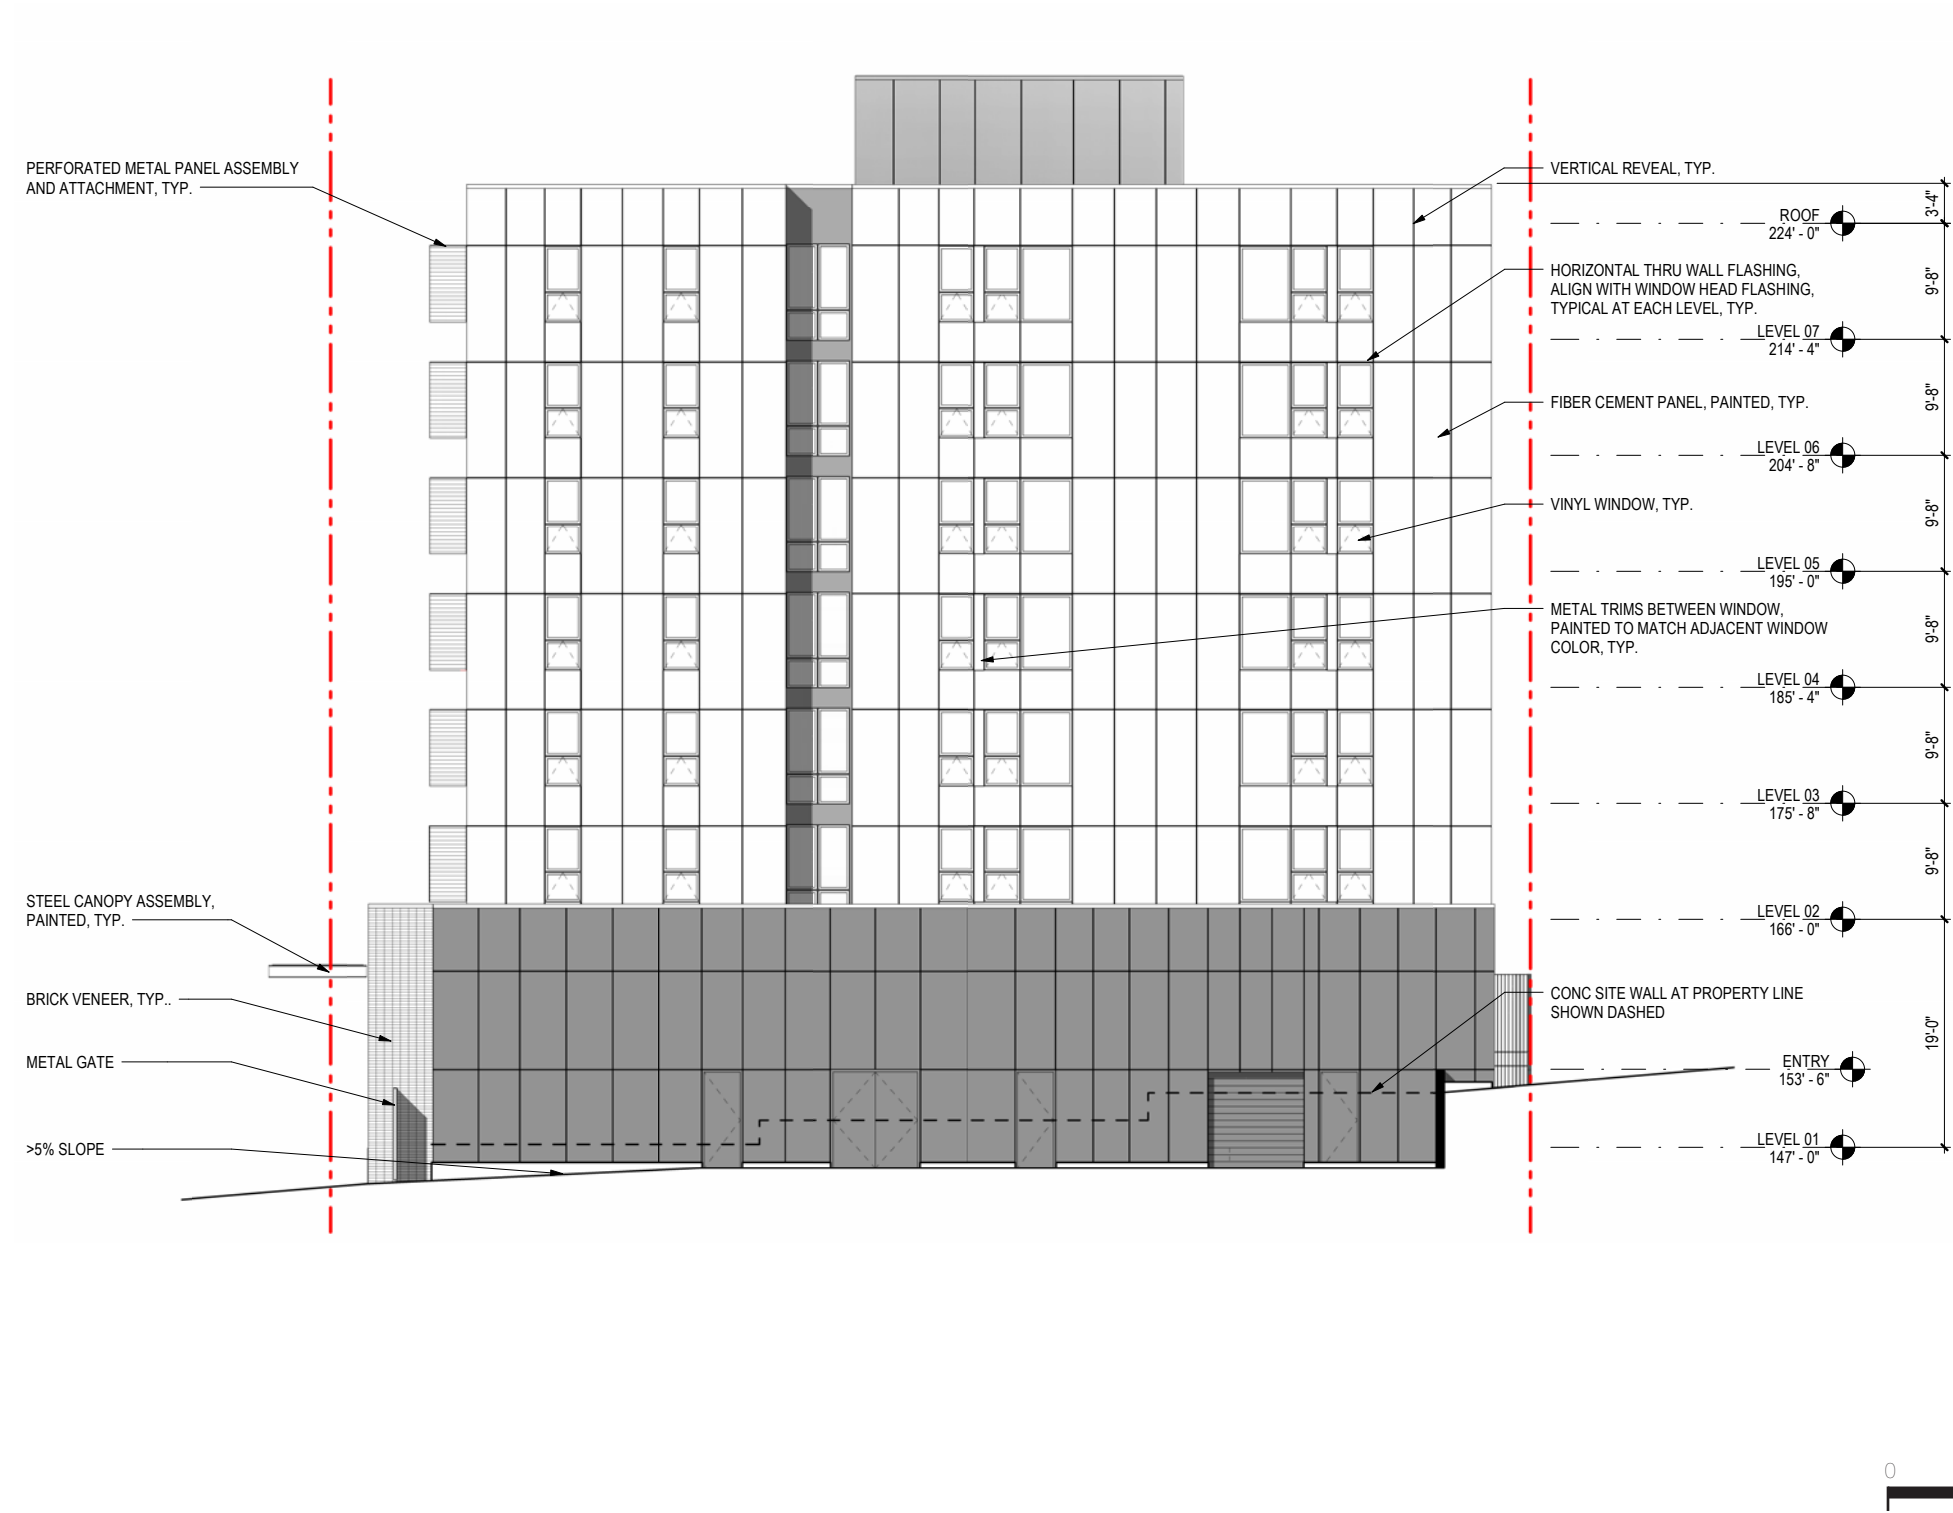 PERFORATED METAL PANEL ASSEMBLY
AND ATTACHMENT, TYP.
STEEL CANOPY ASSEMBLY,
PAINTED, TYP.
BRICK VENEER, TYP..
METAL GATE
>5% SLOPE
VERTICAL REVEAL, TYP.
HORIZONTAL THRU WALL FLASHING,
ALIGN WITH WINDOW HEAD FLASHING,
TYPICAL AT EACH LEVEL, TYP.
FIBER CEMENT PANEL, PAINTED, TYP.
VINYL WINDOW, TYP.
METAL TRIMS BETWEEN WINDOW,
PAINTED TO MATCH ADJACENT WINDOW
COLOR, TYP.
CONC SITE WALL AT PROPERTY LINE
SHOWN DASHED
ROOF
224' - 0"
LEVEL 07
214' - 4"
LEVEL 06
204' - 8"
LEVEL 05
195' - 0"
LEVEL 04
185' - 4"
LEVEL 03
175' - 8"
LEVEL 02
166' - 0"
ENTRY
153' - 6"
LEVEL 01
147' - 0"
3'-4"
9'-8"
9'-8"
9'-8"
9'-8"
9'-8"
9'-8"
19'-0"
0